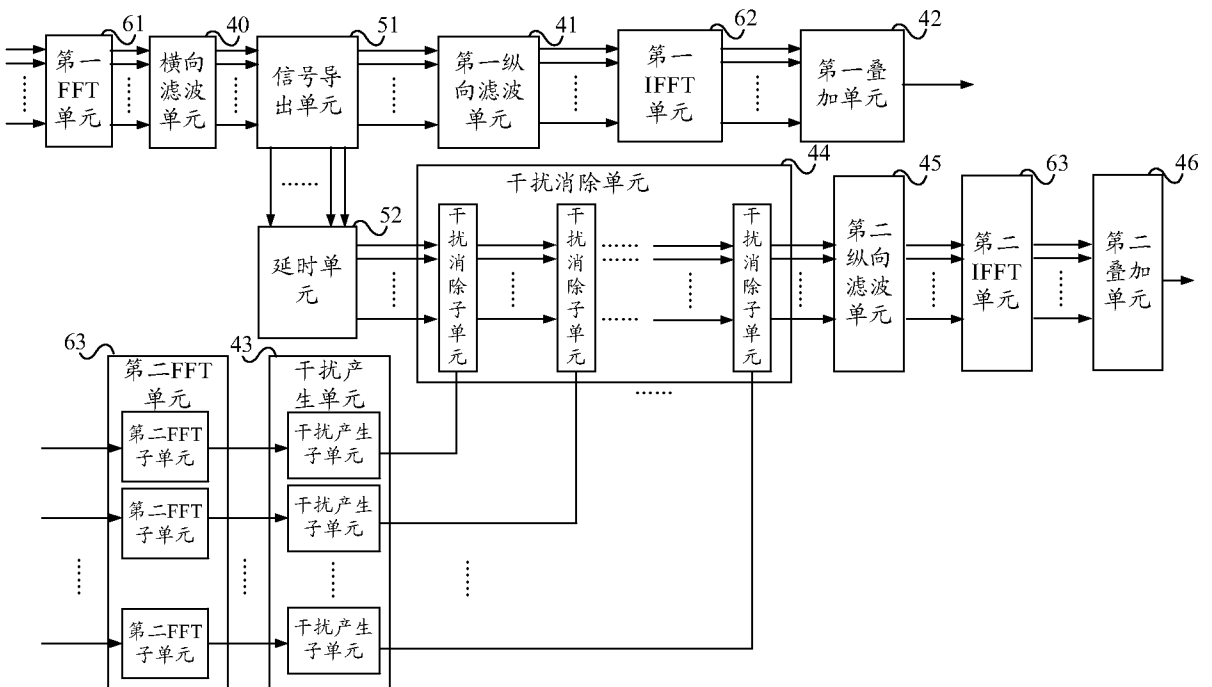 61
40
51
41
62
42
第一
FFT
单元
横向
滤波
单元
信号导
出单元
第一纵
向滤波
单元
第一
IFFT
单元
第一叠
加单元
44
干扰消除单元
45
63
46
52
延时单
元
干扰消除子单元
干扰消除子单元
干扰消除子单元
第二
纵向
滤波
单元
第二
IFFT
单元
第二
叠加
单元
63
第二FFT
单元
43
干扰产
生单元
第二FFT
子单元
干扰产生
子单元
第二FFT
子单元
干扰产生
子单元
第二FFT
子单元
干扰产生
子单元